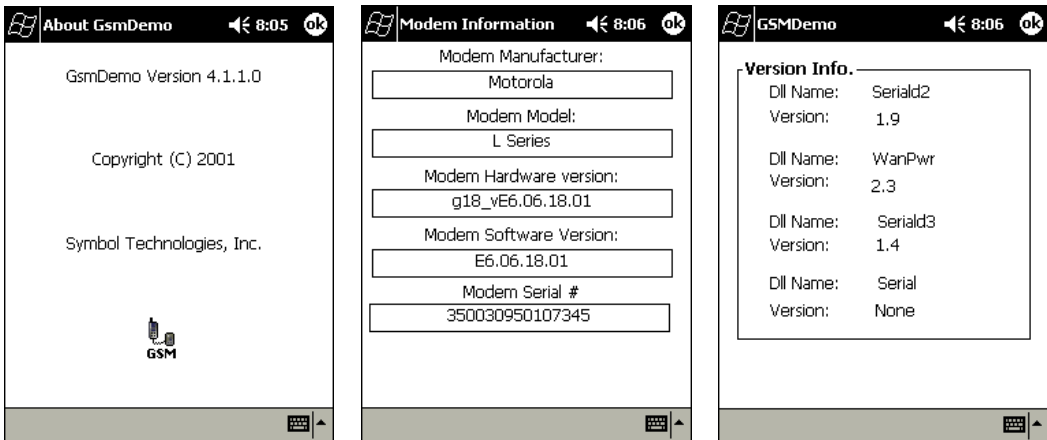 About GsmDemo 8:05 ok
GsmDemo Version 4.1.1.0
Copyright (C) 2001
Symbol Technologies, Inc.
GSM
Modem Information 8:06 ok
Modem Manufacturer:
Motorola
Modem Model:
L Series
Modem Hardware version:
g18_vE6.06.18.01
Modem Software Version:
E6.06.18.01
Modem Serial #
350030950107345
GSMDemo 8:06 ok
Version Info.
Dll Name: Seriald2
Version: 1.9
Dll Name: WanPwr
Version: 2.3
Dll Name: Seriald3
Version: 1.4
Dll Name: Serial
Version: None